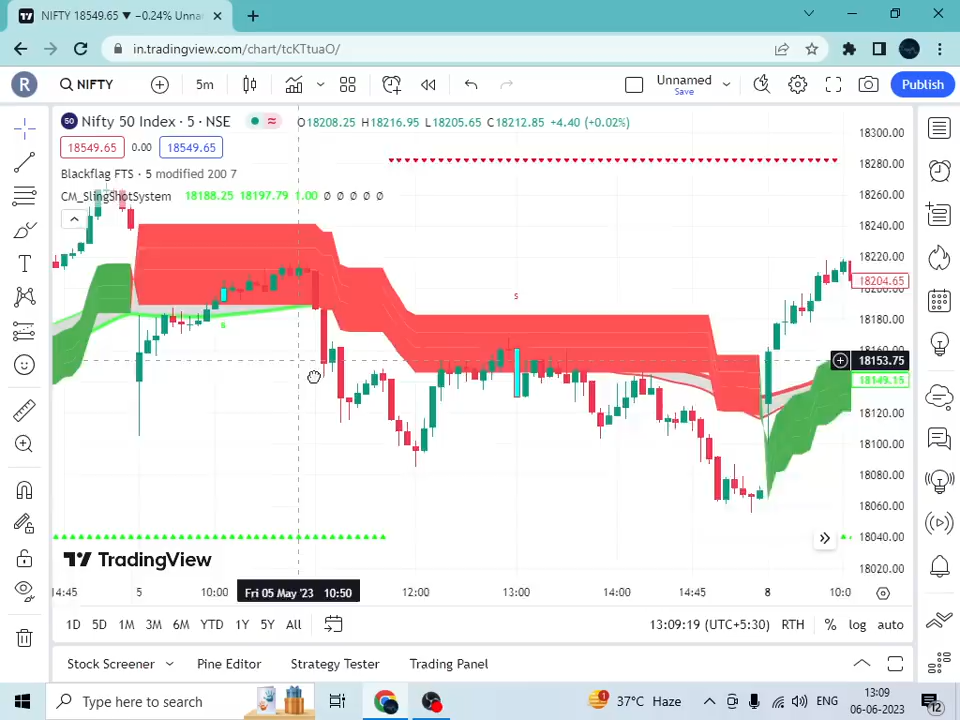 NIFTY 18549.65 ▼ −0.24% Unna
in.tradingview.com/chart/tcKTtuaO/
R NIFTY 5m Unnamed Save Publish
50 Nifty 50 Index · 5 · NSE O18208.25 H18216.95 L18205.65 C18212.85 +4.40 (+0.02%)
18549.65 0.00 18549.65
Blackflag FTS · 5 modified 200 7
CM_SlingShotSystem 18188.25 18197.79 1.00 Ø Ø Ø Ø Ø
18300.00
18280.00
18260.00
18240.00
18220.00
18204.65
18200.00
18180.00
18160.00
18153.75
18149.15
18120.00
18100.00
18080.00
18060.00
18040.00
18020.00
S
S
TradingView
14:45 5 10:00 Fri 05 May '23 10:50 12:00 13:00 14:00 14:45 8 10:0
1D 5D 1M 3M 6M YTD 1Y 5Y All 13:09:19 (UTC+5:30) RTH % log auto
Stock Screener Pine Editor Strategy Tester Trading Panel
Type here to search 1 37°C Haze ENG 13:09
06-06-2023 12